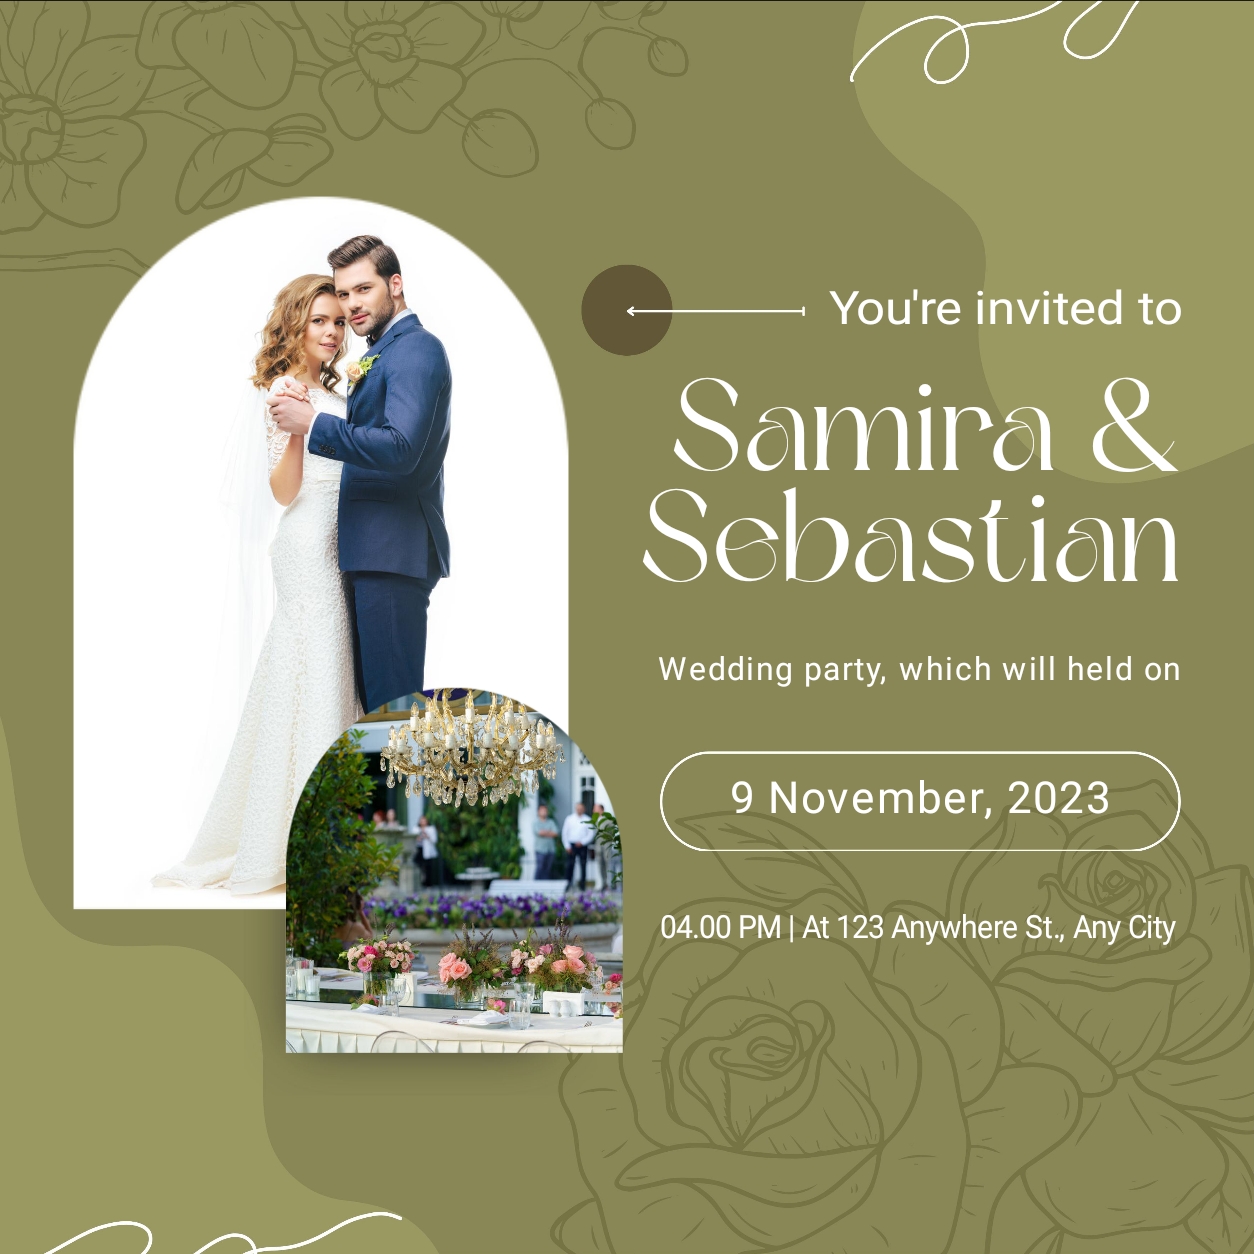 You're invited to
Samira &
Sebastian
Wedding party, which will held on
9 November, 2023
04.00 PM | At 123 Anywhere St., Any City